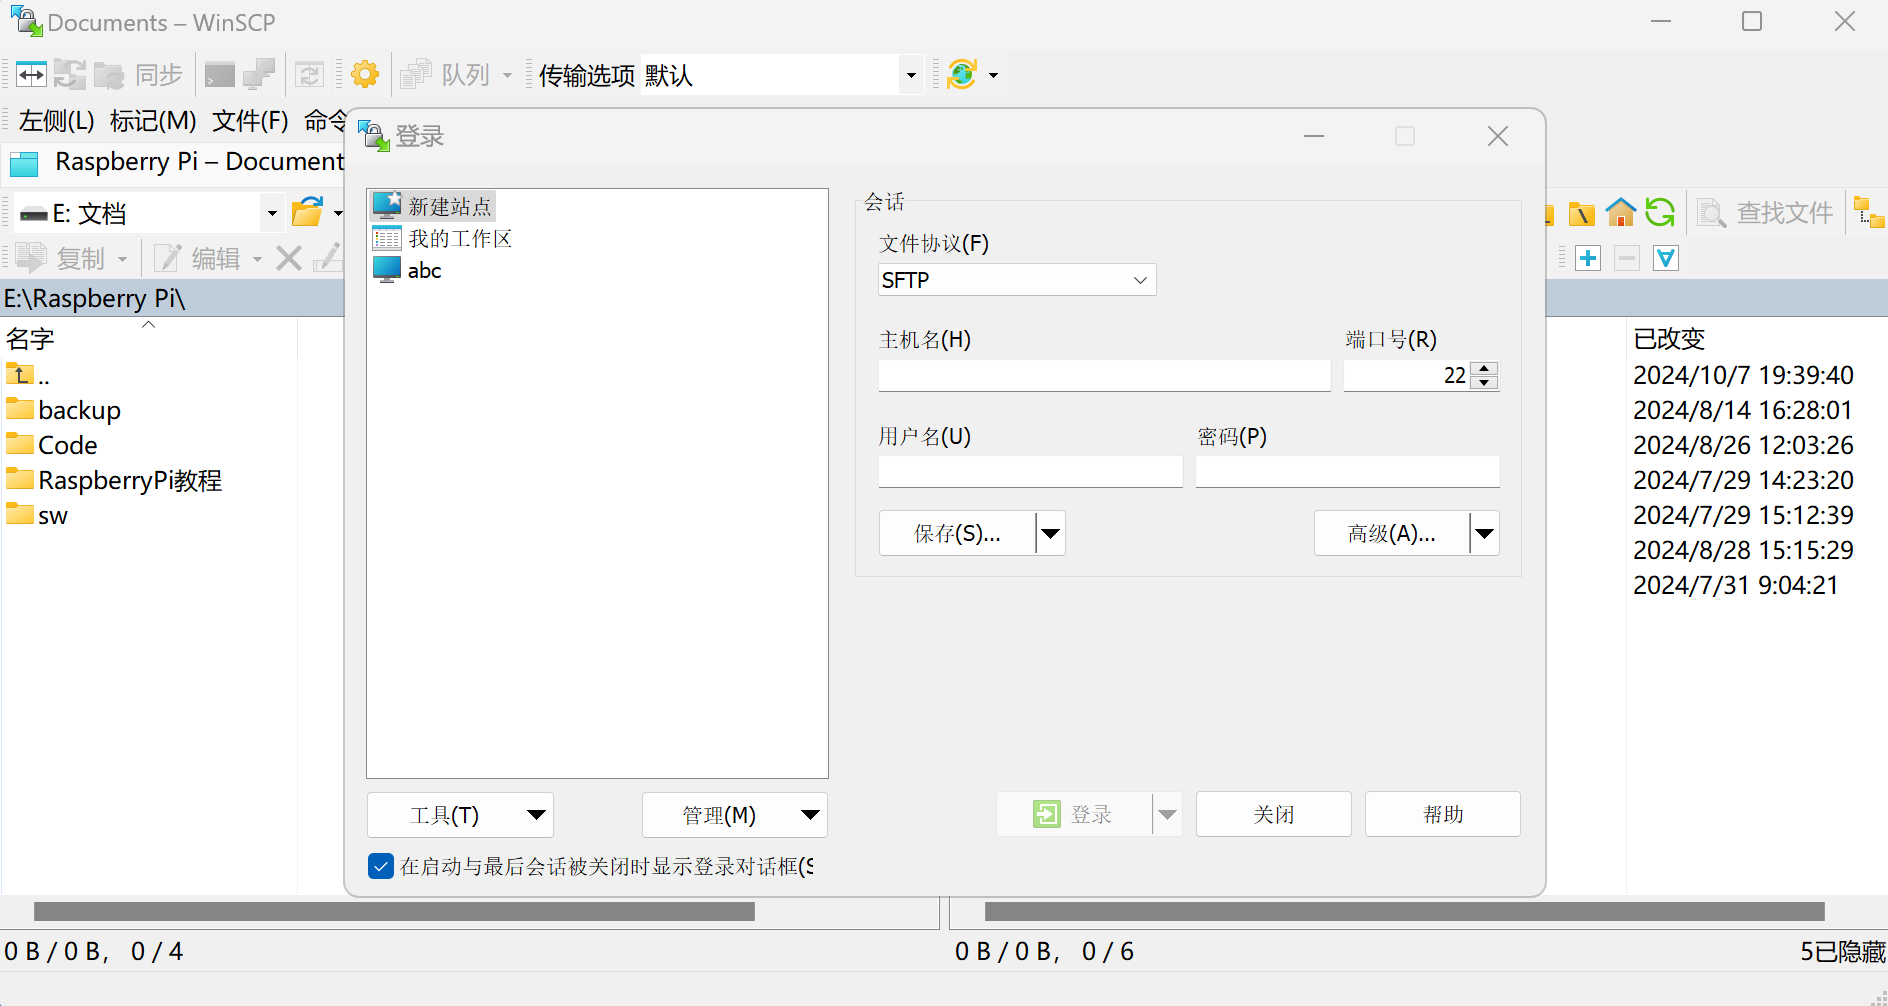 Documents – WinSCP
同步
队列
传输选项 默认
左侧(L) 标记(M) 文件(F) 命令
Raspberry Pi – Document
E: 文档
查找文件
复制
编辑
E:\Raspberry Pi\
名字
..
backup
Code
RaspberryPi教程
sw
登录
新建站点
我的工作区
abc
会话
文件协议(F)
SFTP
主机名(H)
端口号(R)
22
用户名(U)
密码(P)
保存(S)...
高级(A)...
工具(T)
管理(M)
登录
关闭
帮助
在启动与最后会话被关闭时显示登录对话框(S
已改变
2024/10/7 19:39:40
2024/8/14 16:28:01
2024/8/26 12:03:26
2024/7/29 14:23:20
2024/7/29 15:12:39
2024/8/28 15:15:29
2024/7/31 9:04:21
0 B / 0 B， 0 / 4
0 B / 0 B， 0 / 6
5已隐藏